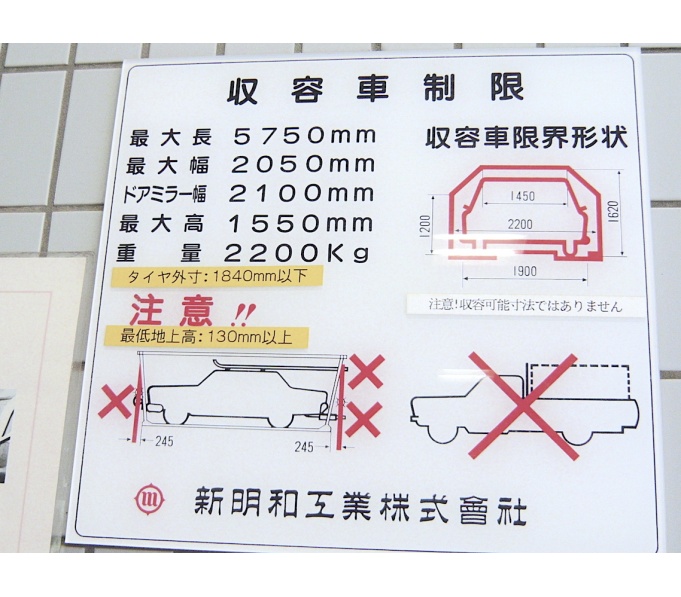 収容車制限
最大長 5750mm
最大幅 2050mm
ドアミラー幅 2100mm
最大高 1550mm
重量 2200Kg
タイヤ外寸:1840mm以下
注意!!
最低地上高:130mm以上
245
245
収容車限界形状
1450
2200
1200
1620
1900
注意!収容可能寸法ではありません
新明和工業株式會社